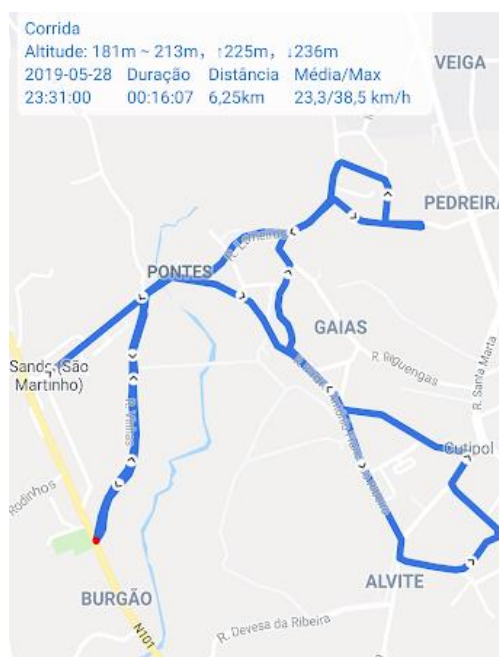 Corrida
Altitude: 181m ~ 213m, ↑225m, ↓236m
2019-05-28 Duração Distância Média/Max
23:31:00 00:16:07 6,25km 23,3/38,5 km/h
VEIGA
PEDREIRA
PONTES
GAIAS
R. Riguengas
R. Santa Marta
Sande (São
Martinho)
Cutipol
Rodinhos
ALVITE
BURGÃO
N101
R. Devesa da Ribeira